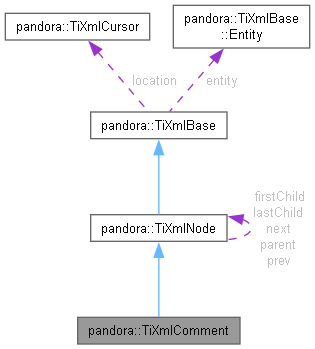 pandora::TiXmlCursor
pandora::TiXmlBase
::Entity
location
entity
pandora::TiXmlBase
firstChild
lastChild
next
parent
prev
pandora::TiXmlNode
pandora::TiXmlComment